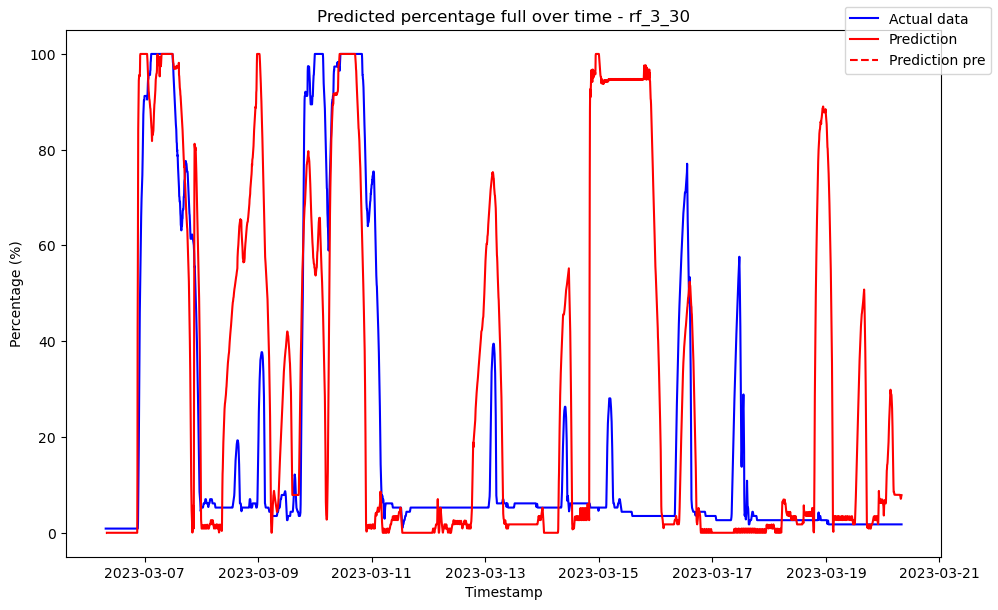 Predicted percentage full over time - rf_3_30
Actual data
Prediction
Prediction pre
Percentage (%)
100
80
60
40
20
0
2023-03-07 2023-03-09 2023-03-11 2023-03-13 2023-03-15 2023-03-17 2023-03-19 2023-03-21
Timestamp